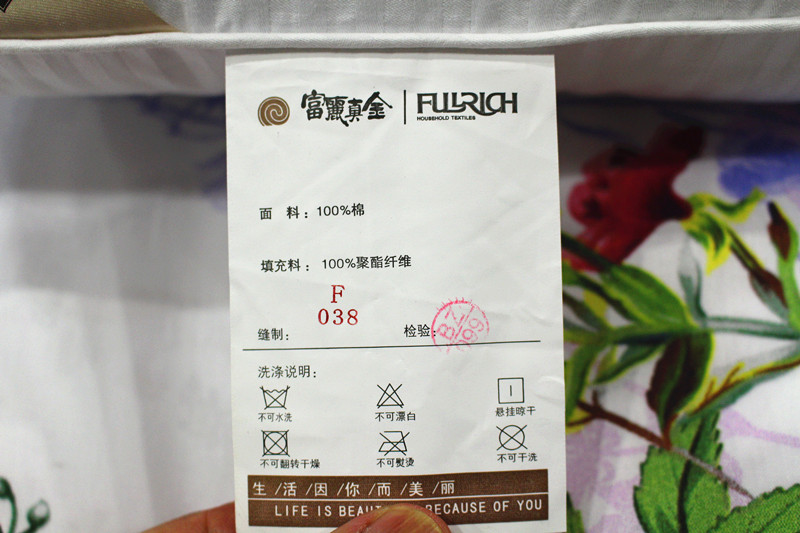 富麗真金 | FULLRICH
HOUSEHOLD TEXTILES
面 料：100%棉
填充料：100%聚酯纤维
F
038
缝制：
检验：
洗涤说明：
不可水洗 不可漂白 悬挂晾干
不可翻转干燥 不可熨烫 不可干洗
生/活/因/你/而/美/丽
LIFE IS BEAU ECAUSE OF YOU